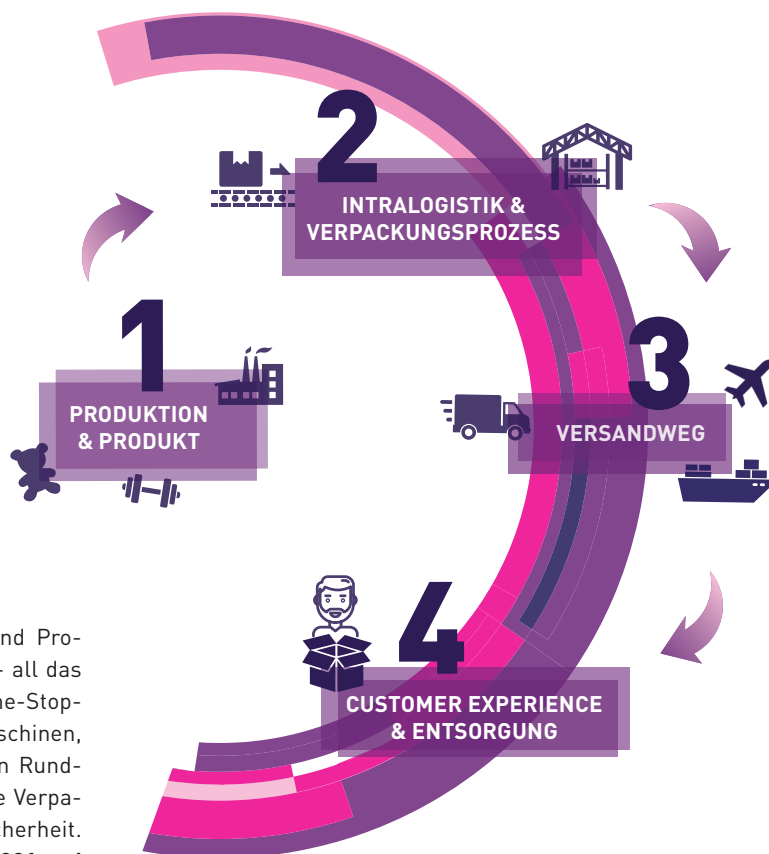 2
INTRALOGISTIK &
VERPACKUNGSPROZESS
1
PRODUKTION
& PRODUKT
3
VERSANDWEG
4
CUSTOMER EXPERIENCE
& ENTSORGUNG
nd Pro-
all das
ne-Stop-
schinen,
n Rund-
e Verpa-
cherheit.